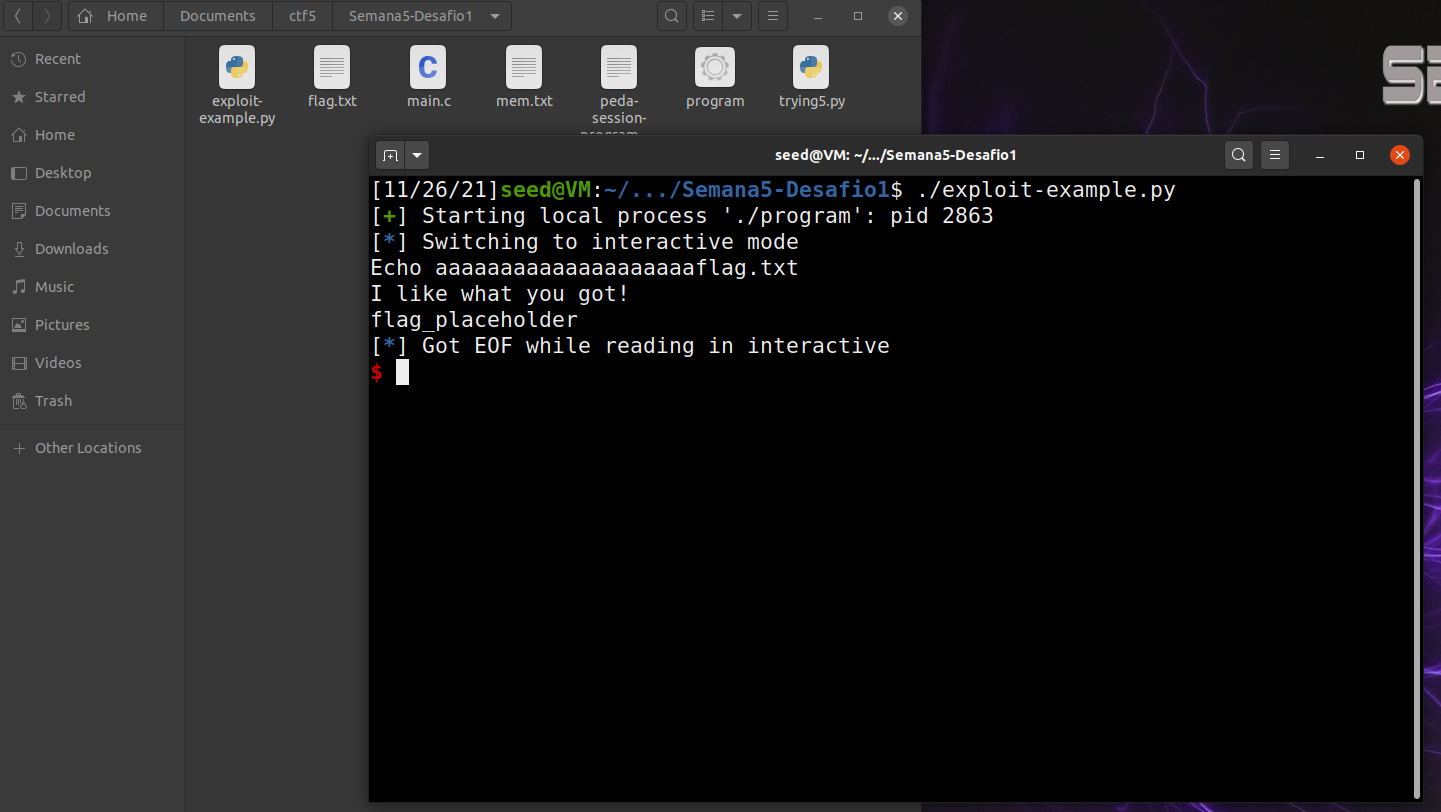 Home Documents ctf5 Semana5-Desafio1
Recent
Starred
Home
Desktop
Documents
Downloads
Music
Pictures
Videos
Trash
Other Locations
exploit-
example.py
flag.txt
main.c
mem.txt
peda-
session-
program
trying5.py
seed@VM: ~/.../Semana5-Desafio1
[11/26/21]seed@VM:~/.../Semana5-Desafio1$ ./exploit-example.py
[+] Starting local process './program': pid 2863
[*] Switching to interactive mode
Echo aaaaaaaaaaaaaaaaaaaaflag.txt
I like what you got!
flag_placeholder
[*] Got EOF while reading in interactive
$